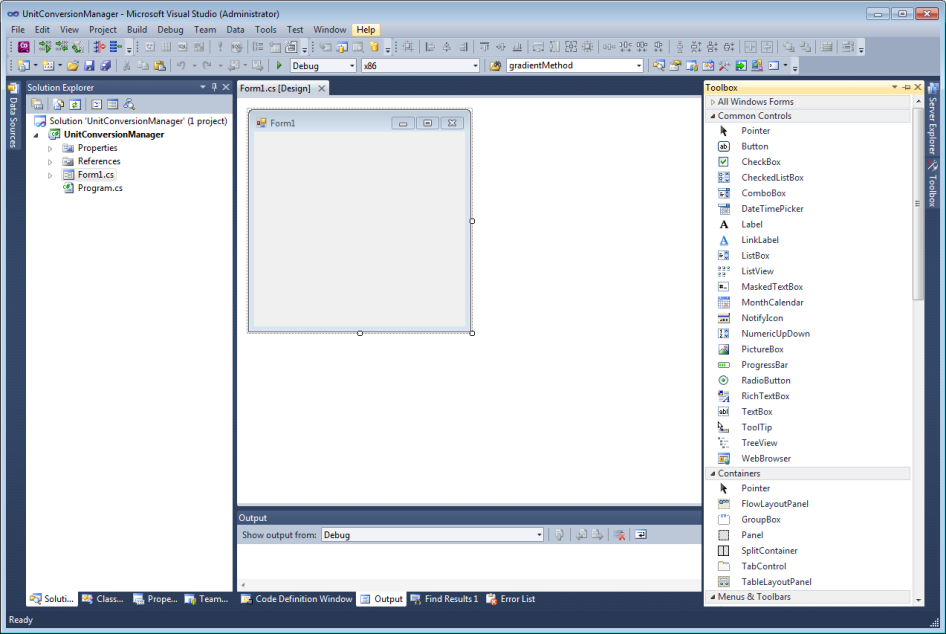 UnitConversionManager - Microsoft Visual Studio (Administrator)
File Edit View Project Build Debug Team Data Tools Test Window Help
Debug x86 gradientMethod
Data Sources
Solution Explorer
Solution 'UnitConversionManager' (1 project)
UnitConversionManager
Properties
References
Form1.cs
Program.cs
Form1.cs [Design]
Form1
Output
Show output from: Debug
Toolbox
All Windows Forms
Common Controls
Pointer
Button
CheckBox
CheckedListBox
ComboBox
DateTimePicker
Label
LinkLabel
ListBox
ListView
MaskedTextBox
MonthCalendar
NotifyIcon
NumericUpDown
PictureBox
ProgressBar
RadioButton
RichTextBox
TextBox
ToolTip
TreeView
WebBrowser
Containers
Pointer
FlowLayoutPanel
GroupBox
Panel
SplitContainer
TabControl
TableLayoutPanel
Menus & Toolbars
Server Explorer
Toolbox
Soluti... Class... Prope... Team... Code Definition Window Output Find Results 1 Error List
Ready